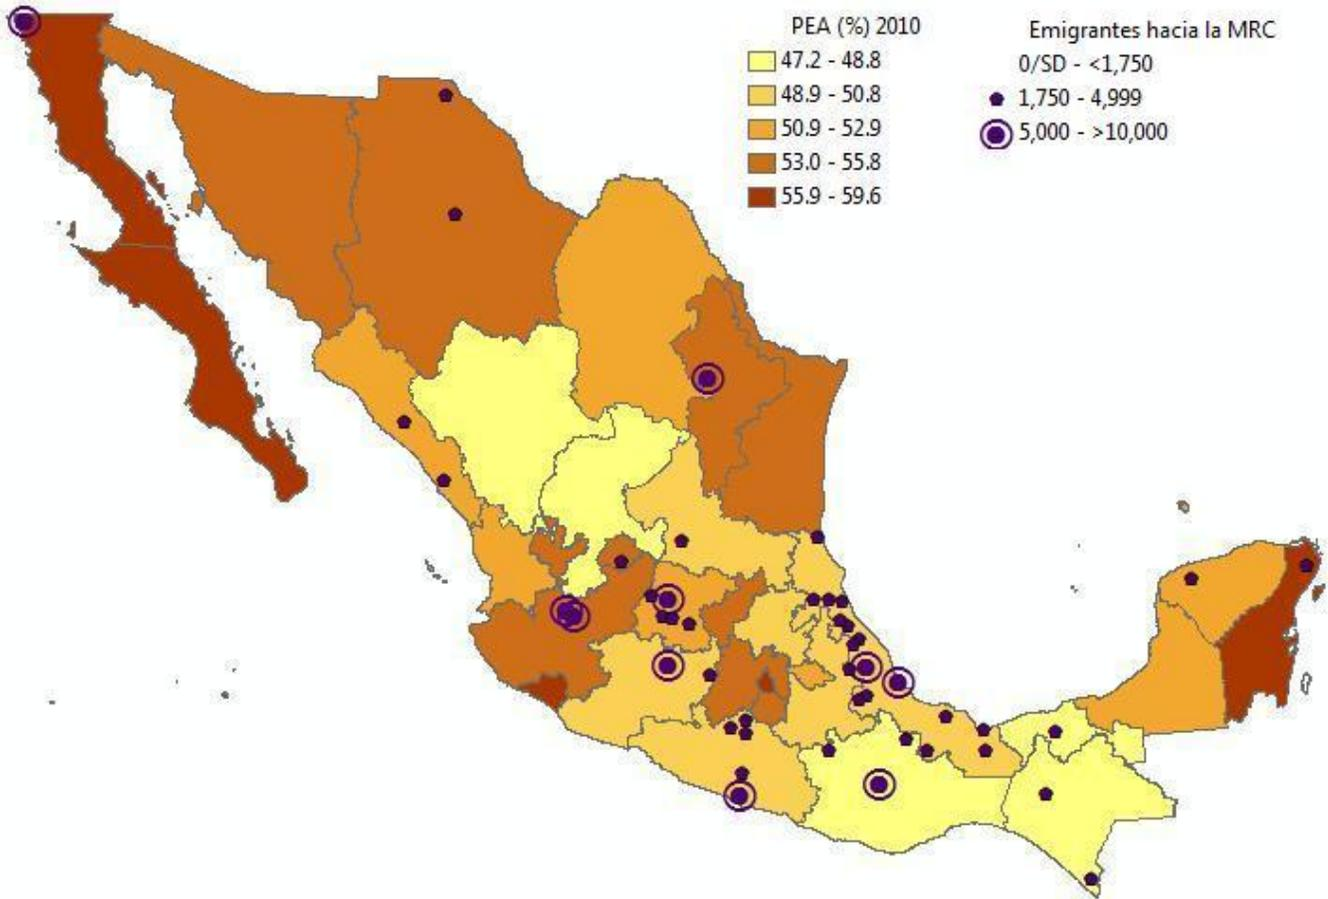 PEA (%) 2010
47.2 - 48.8
48.9 - 50.8
50.9 - 52.9
53.0 - 55.8
55.9 - 59.6
Emigrantes hacia la MRC
0/SD - <1,750
1,750 - 4,999
5,000 - >10,000